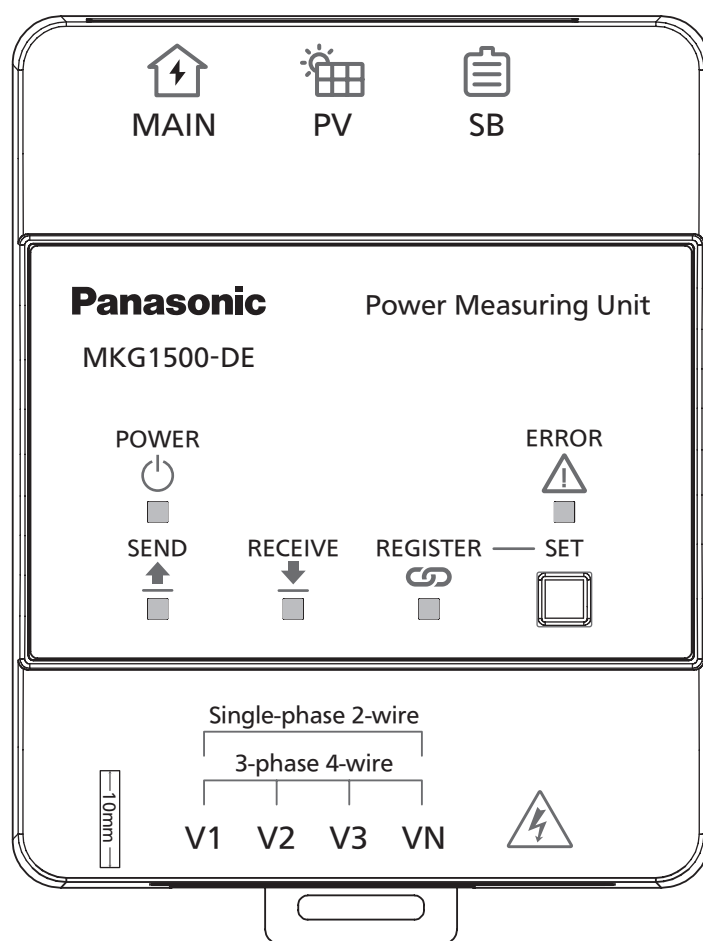 MAIN PV SB
Panasonic Power Measuring Unit
MKG1500-DE
POWER ERROR
SEND RECEIVE REGISTER SET
Single-phase 2-wire
3-phase 4-wire
10mm
V1 V2 V3 VN